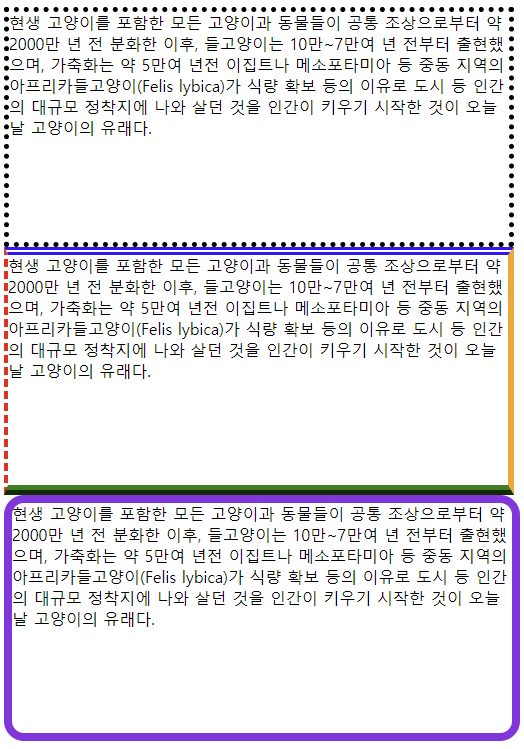 현생 고양이를 포함한 모든 고양이과 동물들이 공통 조상으로부터 약
2000만 년 전 분화한 이후, 들고양이는 10만~7만여 년 전부터 출현했
으며, 가축화는 약 5만여 년전 이집트나 메소포타미아 등 중동 지역의
아프리카들고양이(Felis lybica)가 식량 확보 등의 이유로 도시 등 인간
의 대규모 정착지에 나와 살던 것을 인간이 키우기 시작한 것이 오늘
날 고양이의 유래다.
현생 고양이를 포함한 모든 고양이과 동물들이 공통 조상으로부터 약
2000만 년 전 분화한 이후, 들고양이는 10만~7만여 년 전부터 출현했
으며, 가축화는 약 5만여 년전 이집트나 메소포타미아 등 중동 지역의
아프리카들고양이(Felis lybica)가 식량 확보 등의 이유로 도시 등 인간
의 대규모 정착지에 나와 살던 것을 인간이 키우기 시작한 것이 오늘
날 고양이의 유래다.
현생 고양이를 포함한 모든 고양이과 동물들이 공통 조상으로부터 약
2000만 년 전 분화한 이후, 들고양이는 10만~7만여 년 전부터 출현했
으며, 가축화는 약 5만여 년전 이집트나 메소포타미아 등 중동 지역의
아프리카들고양이(Felis lybica)가 식량 확보 등의 이유로 도시 등 인간
의 대규모 정착지에 나와 살던 것을 인간이 키우기 시작한 것이 오늘
날 고양이의 유래다.